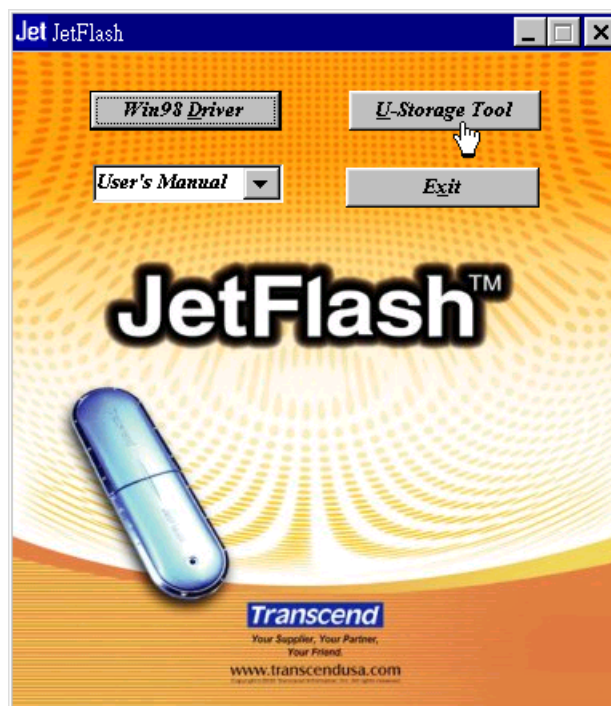 Jet JetFlash
Win98 Driver
U-Storage Tool
User's Manual
Exit
JetFlash™
Transcend
Your Supplier, Your Partner,
Your Friend.
www.transcendusa.com